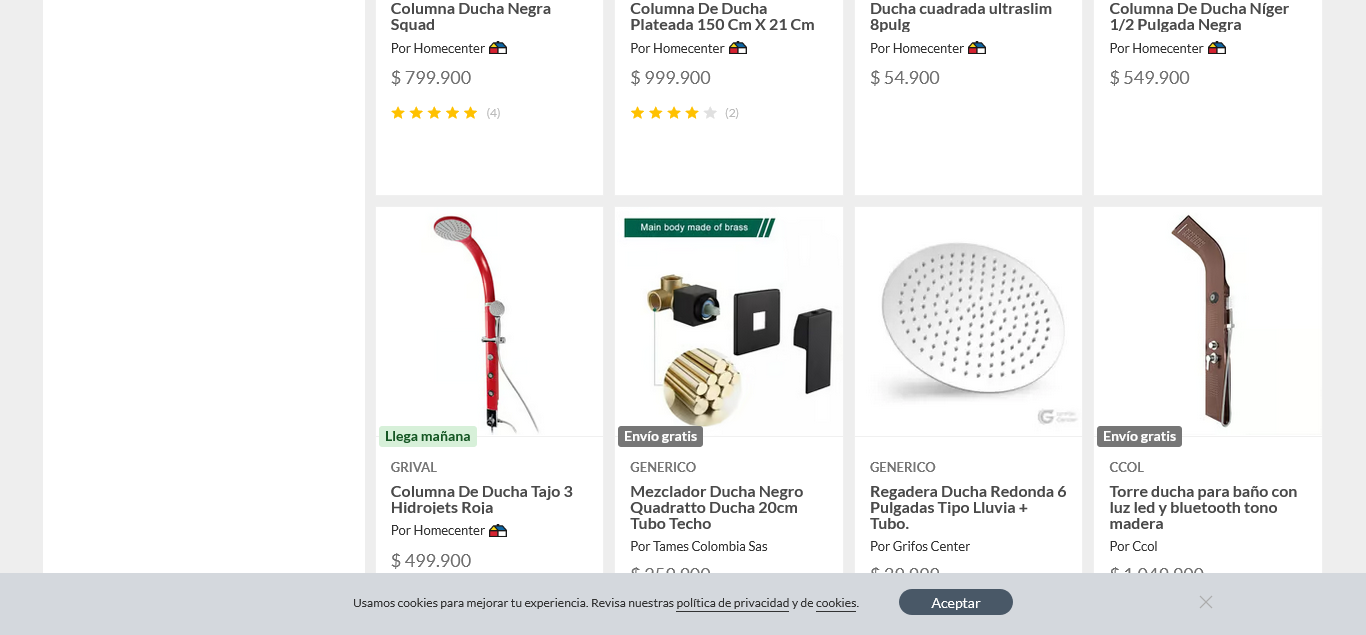 Columna Ducha Negra
Squad
Por Homecenter
$ 799.900
(4)
Columna De Ducha
Plateada 150 Cm X 21 Cm
Por Homecenter
$ 999.900
(2)
Ducha cuadrada ultraslim
8pulg
Por Homecenter
$ 54.900
Columna De Ducha Níger
1/2 Pulgada Negra
Por Homecenter
$ 549.900
Llega mañana
GRIVAL
Columna De Ducha Tajo 3
Hidrojets Roja
Por Homecenter
$ 499.900
Main body made of brass
Envío gratis
GENERICO
Mezclador Ducha Negro
Quadratto Ducha 20cm
Tubo Techo
Por Tames Colombia Sas
GENERICO
Regadera Ducha Redonda 6
Pulgadas Tipo Lluvia +
Tubo.
Por Grifos Center
Envío gratis
CCOL
Torre ducha para baño con
luz led y bluetooth tono
madera
Por Ccol
Usamos cookies para mejorar tu experiencia. Revisa nuestras política de privacidad y de cookies.
Aceptar